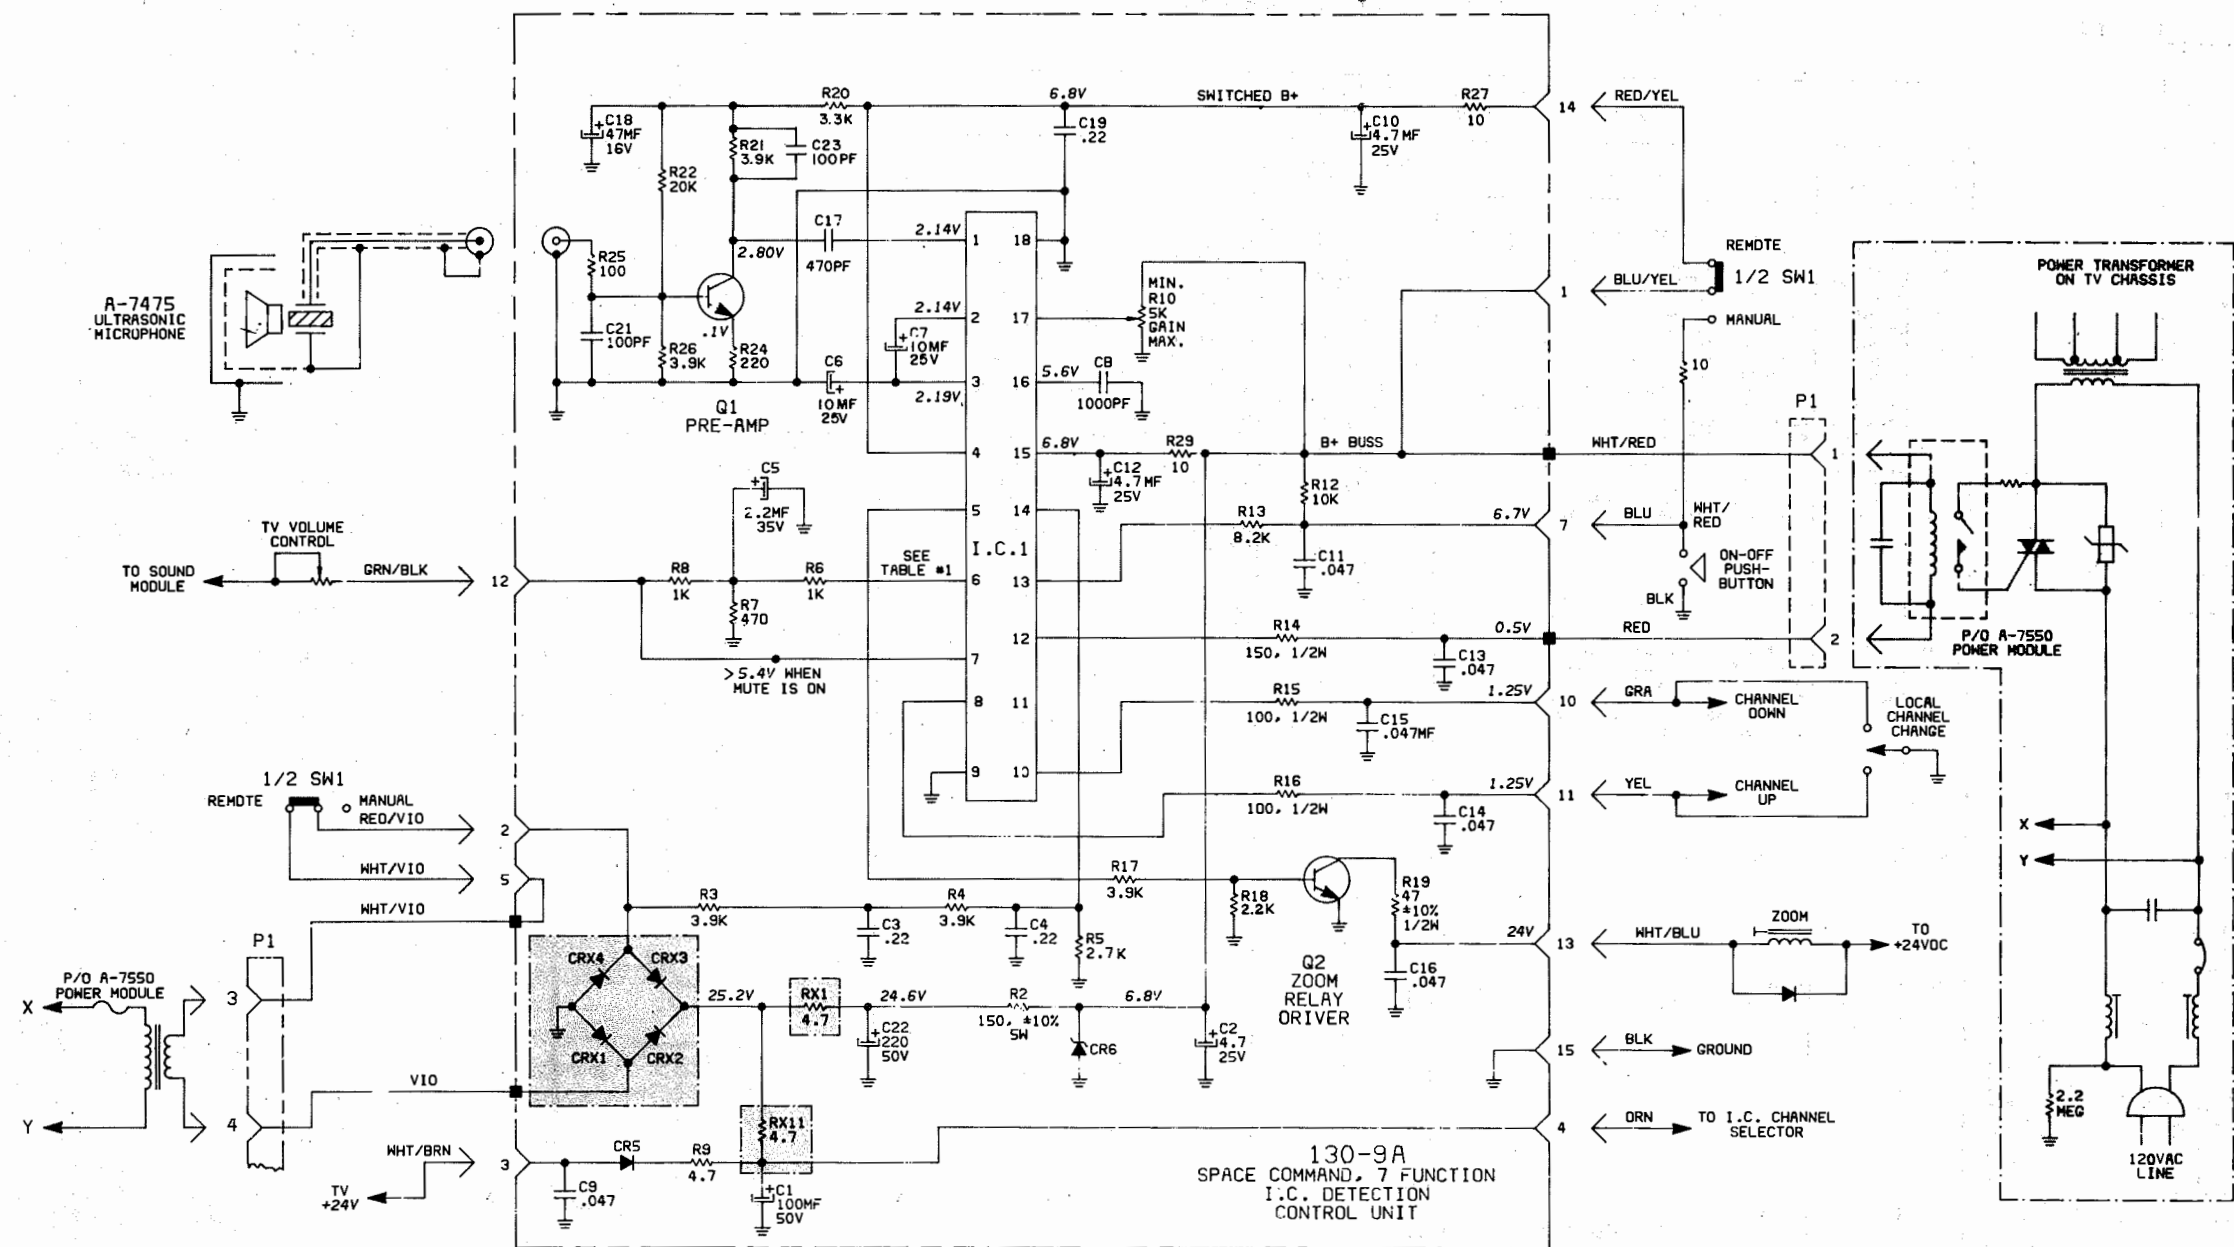 R20
3.3K
6.8V
SWITCHED B+
R27
10
14
RED/YEL
C18
47MF
16V
R21
3.9K
C23
100PF
C19
.22
C10
4.7MF
25V
R22
20K
C17
470PF
2.14V
1
18
2.80V
R25
100
A-7475
ULTRASONIC
MICROPHONE
C21
100PF
.1V
R26
3.9K
R24
220
2.14V
2
C7
10MF
25V
C6
10MF
25V
3
2.19V
Q1
PRE-AMP
17
MIN.
R10
5K
GAIN
MAX.
16
5.6V
C8
1000PF
1
BLU/YEL
REMOTE
1/2 SW1
MANUAL
10
POWER TRANSFORMER
ON TV CHASSIS
P1
4
15
6.8V
R29
10
B+ BUSS
WHT/RED
1
C12
4.7MF
25V
R12
10K
C5
2.2MF
35V
5
14
R13
8.2K
6.7V
7
BLU
WHT/
RED
I.C.1
C11
.047
ON-OFF
PUSH-
BUTTON
BLK
TV VOLUME
CONTROL
TO SOUND
MODULE
GRN/BLK
12
R8
1K
R6
1K
SEE
TABLE #1
6
13
R7
470
12
R14
150, 1/2W
0.5V
RED
2
C13
.047
P/O A-7550
POWER MODULE
7
>5.4V WHEN
MUTE IS ON
8
11
R15
100, 1/2W
1.25V
10
GRA
CHANNEL
DOWN
LOCAL
CHANNEL
CHANGE
C15
.047MF
9
10
R16
100, 1/2W
1.25V
11
YEL
CHANNEL
UP
C14
.047
1/2 SW1
REMOTE
MANUAL
RED/VIO
2
WHT/VIO
5
WHT/VIO
X
Y
R17
3.9K
R18
2.2K
R19
47
±10%
1/2W
R3
3.9K
R4
3.9K
C3
.22
C4
.22
R5
2.7K
24V
13
WHT/BLU
ZOOM
TO
+24VDC
Q2
ZOOM
RELAY
DRIVER
C16
.047
P1
P/O A-7550
POWER MODULE
X
3
Y
4
VIO
CRX4
CRX3
CRX1
CRX2
25.2V
RX1
4.7
24.6V
R2
150, ±10%
5W
6.8V
C22
220
50V
CR6
C2
4.7
25V
15
BLK
GROUND
RX11
4.7
4
ORN
TO I.C. CHANNEL
SELECTOR
2.2
MEG
120VAC
LINE
WHT/BRN
3
TV
+24V
CR5
R9
4.7
C9
.047
C1
100MF
50V
130-9A
SPACE COMMAND, 7 FUNCTION
I.C. DETECTION
CONTROL UNIT